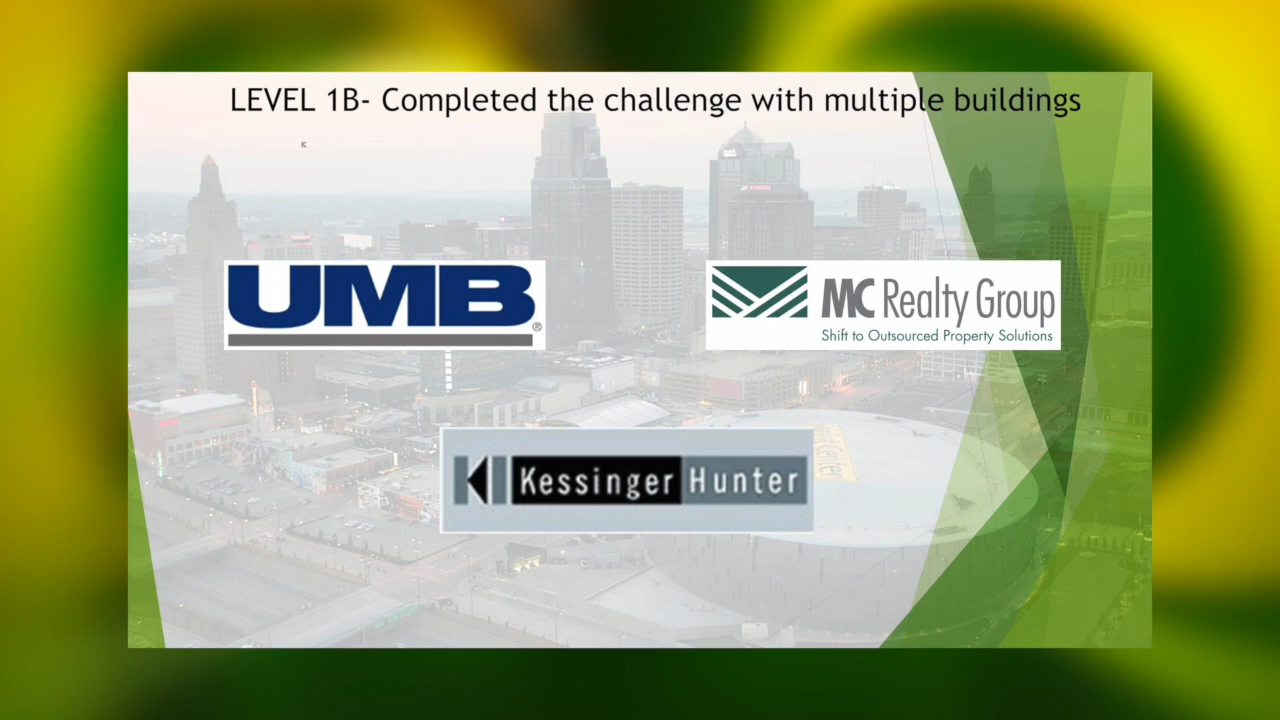 LEVEL 1B- Completed the challenge with multiple buildings
UMB®
MC Realty Group
Shift to Outsourced Property Solutions
Kessinger Hunter